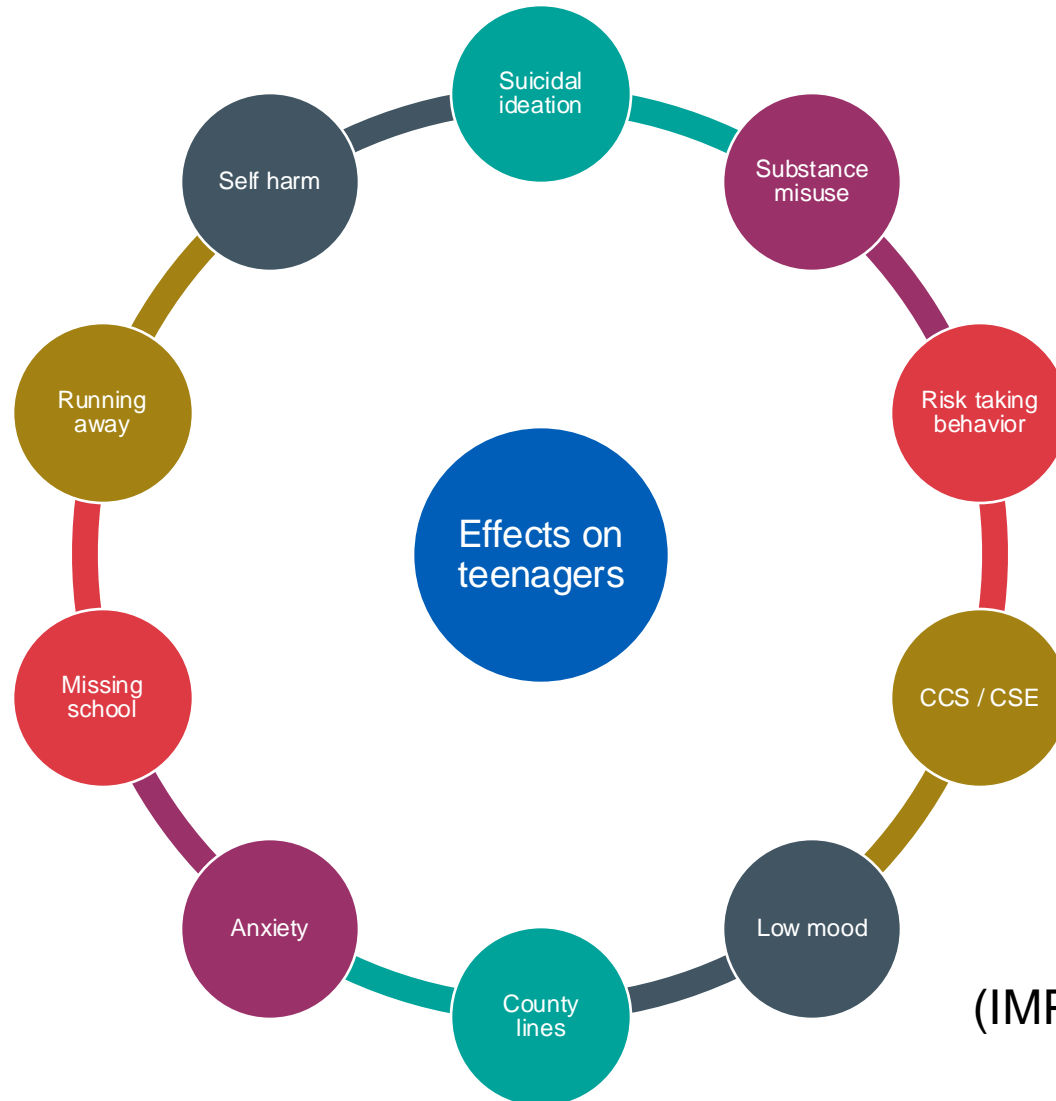 Suicidal
ideation
Substance
misuse
Risk taking
behavior
CCS / CSE
Low mood
County
lines
Anxiety
Missing
school
Running
away
Self harm
Effects on
teenagers